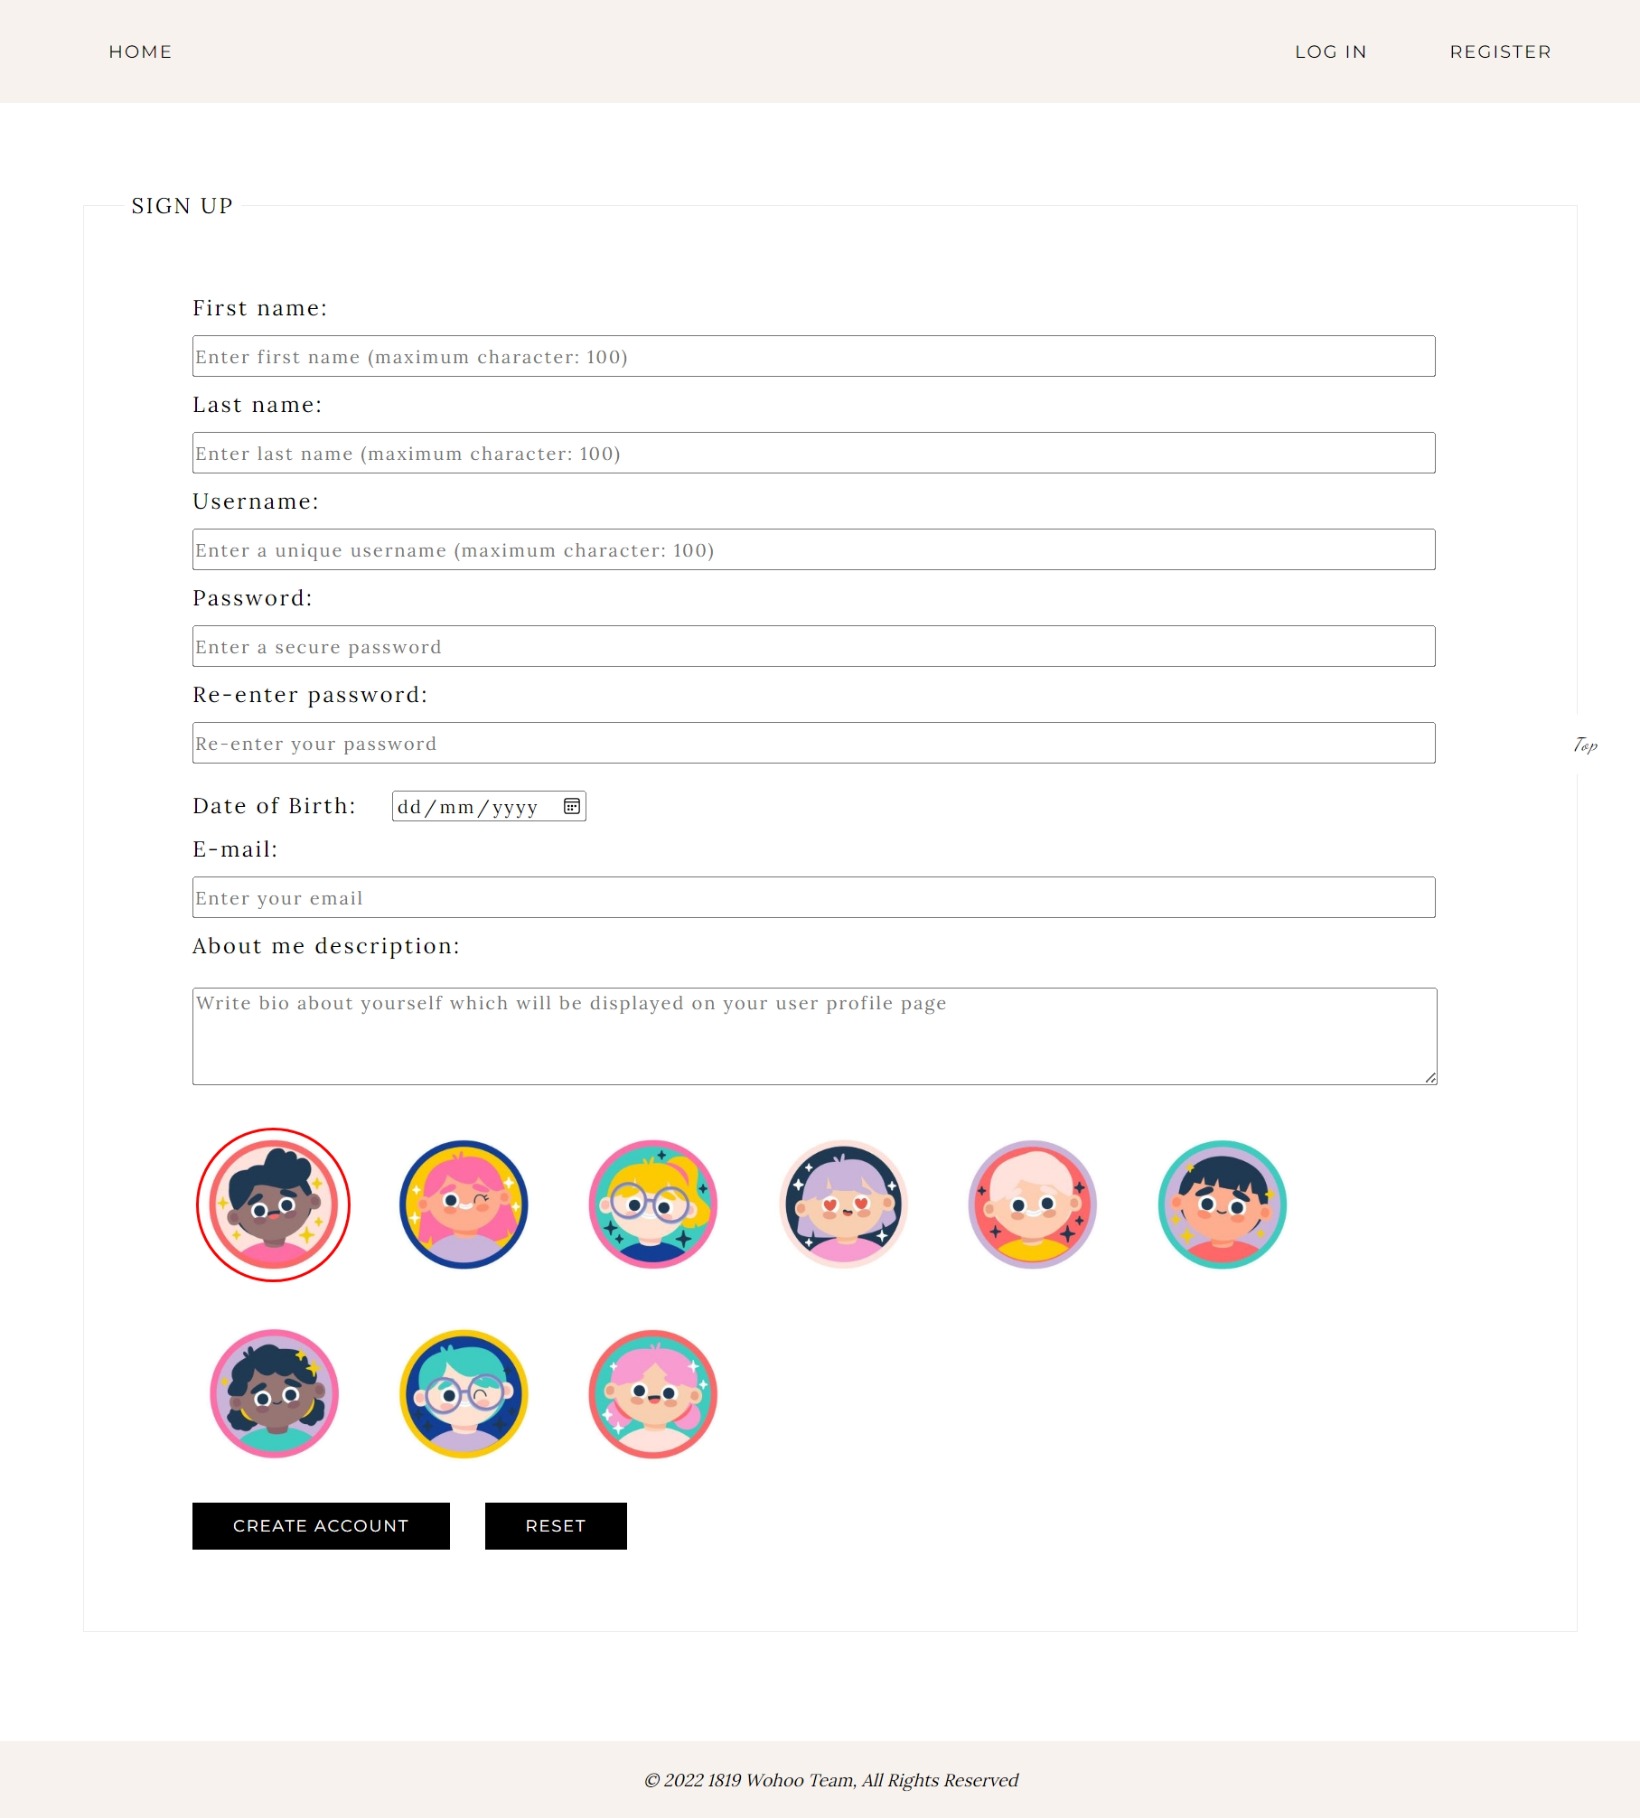 HOME LOG IN REGISTER
SIGN UP
First name:
Enter first name (maximum character: 100)
Last name:
Enter last name (maximum character: 100)
Username:
Enter a unique username (maximum character: 100)
Password:
Enter a secure password
Re-enter password:
Re-enter your password
Top
Date of Birth: dd/mm/yyyy
E-mail:
Enter your email
About me description:
Write bio about yourself which will be displayed on your user profile page
CREATE ACCOUNT RESET
© 2022 1819 Wohoo Team, All Rights Reserved